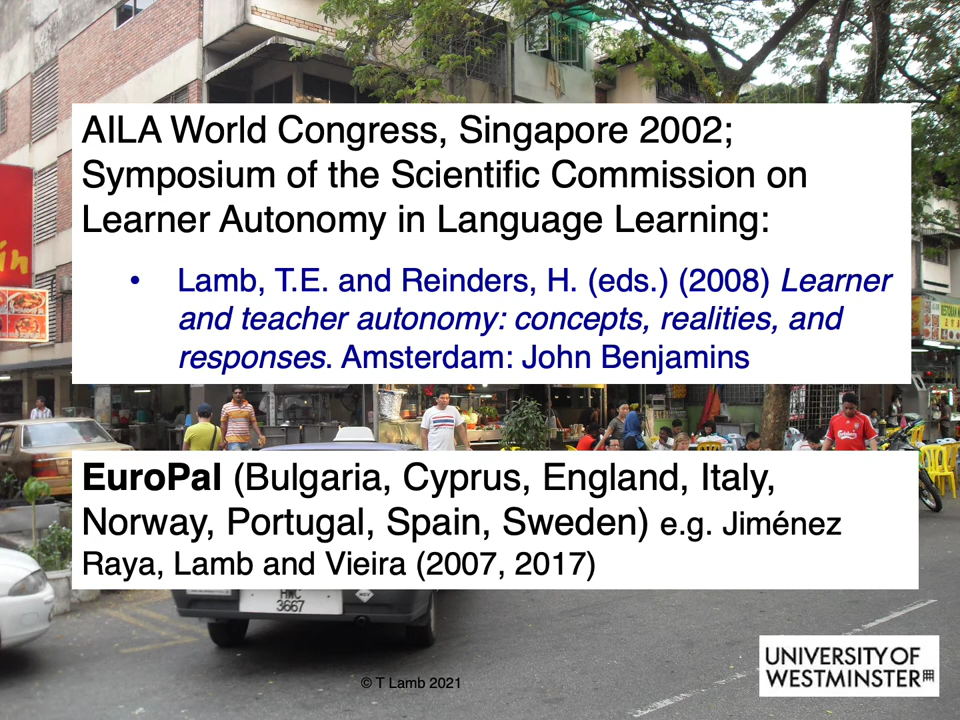 AILA World Congress, Singapore 2002;
Symposium of the Scientific Commission on
Learner Autonomy in Language Learning:
• Lamb, T.E. and Reinders, H. (eds.) (2008) Learner
and teacher autonomy: concepts, realities, and
responses. Amsterdam: John Benjamins
EuroPal (Bulgaria, Cyprus, England, Italy,
Norway, Portugal, Spain, Sweden) e.g. Jiménez
Raya, Lamb and Vieira (2007, 2017)
HWC
3667
© T Lamb 2021
UNIVERSITY OF
WESTMINSTER